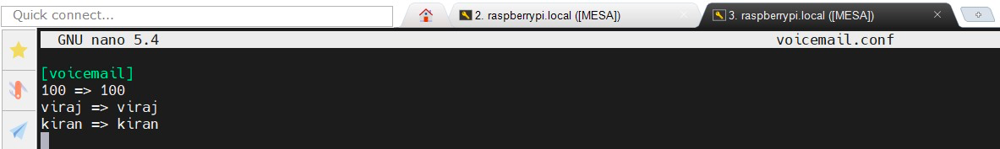 Quick connect...
2. raspberrypi.local ([MESA])
3. raspberrypi.local ([MESA])
GNU nano 5.4 voicemail.conf
[voicemail]
100 => 100
viraj => viraj
kiran => kiran